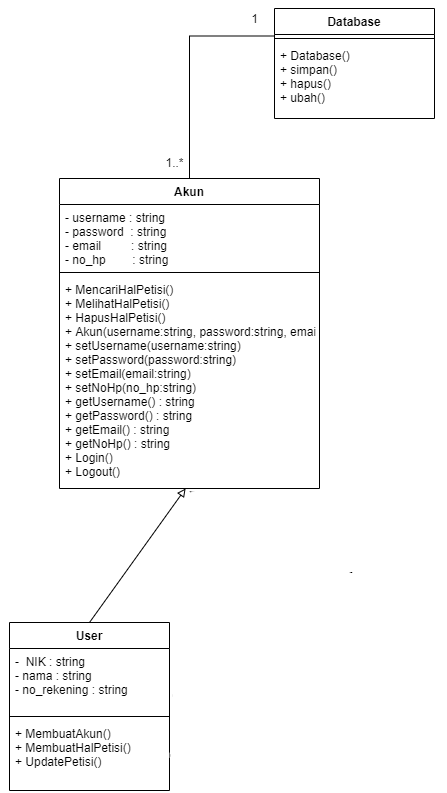 1
Database
+ Database()
+ simpan()
+ hapus()
+ ubah()
1..*
Akun
- username : string
- password : string
- email : string
- no_hp : string
+ MencariHalPetisi()
+ MelihatHalPetisi()
+ HapusHalPetisi()
+ Akun(username:string, password:string, emai
+ setUsername(username:string)
+ setPassword(password:string)
+ setEmail(email:string)
+ setNoHp(no_hp:string)
+ getUsername() : string
+ getPassword() : string
+ getEmail() : string
+ getNoHp() : string
+ Login()
+ Logout()
User
- NIK : string
- nama : string
- no_rekening : string
+ MembuatAkun()
+ MembuatHalPetisi()
+ UpdatePetisi()